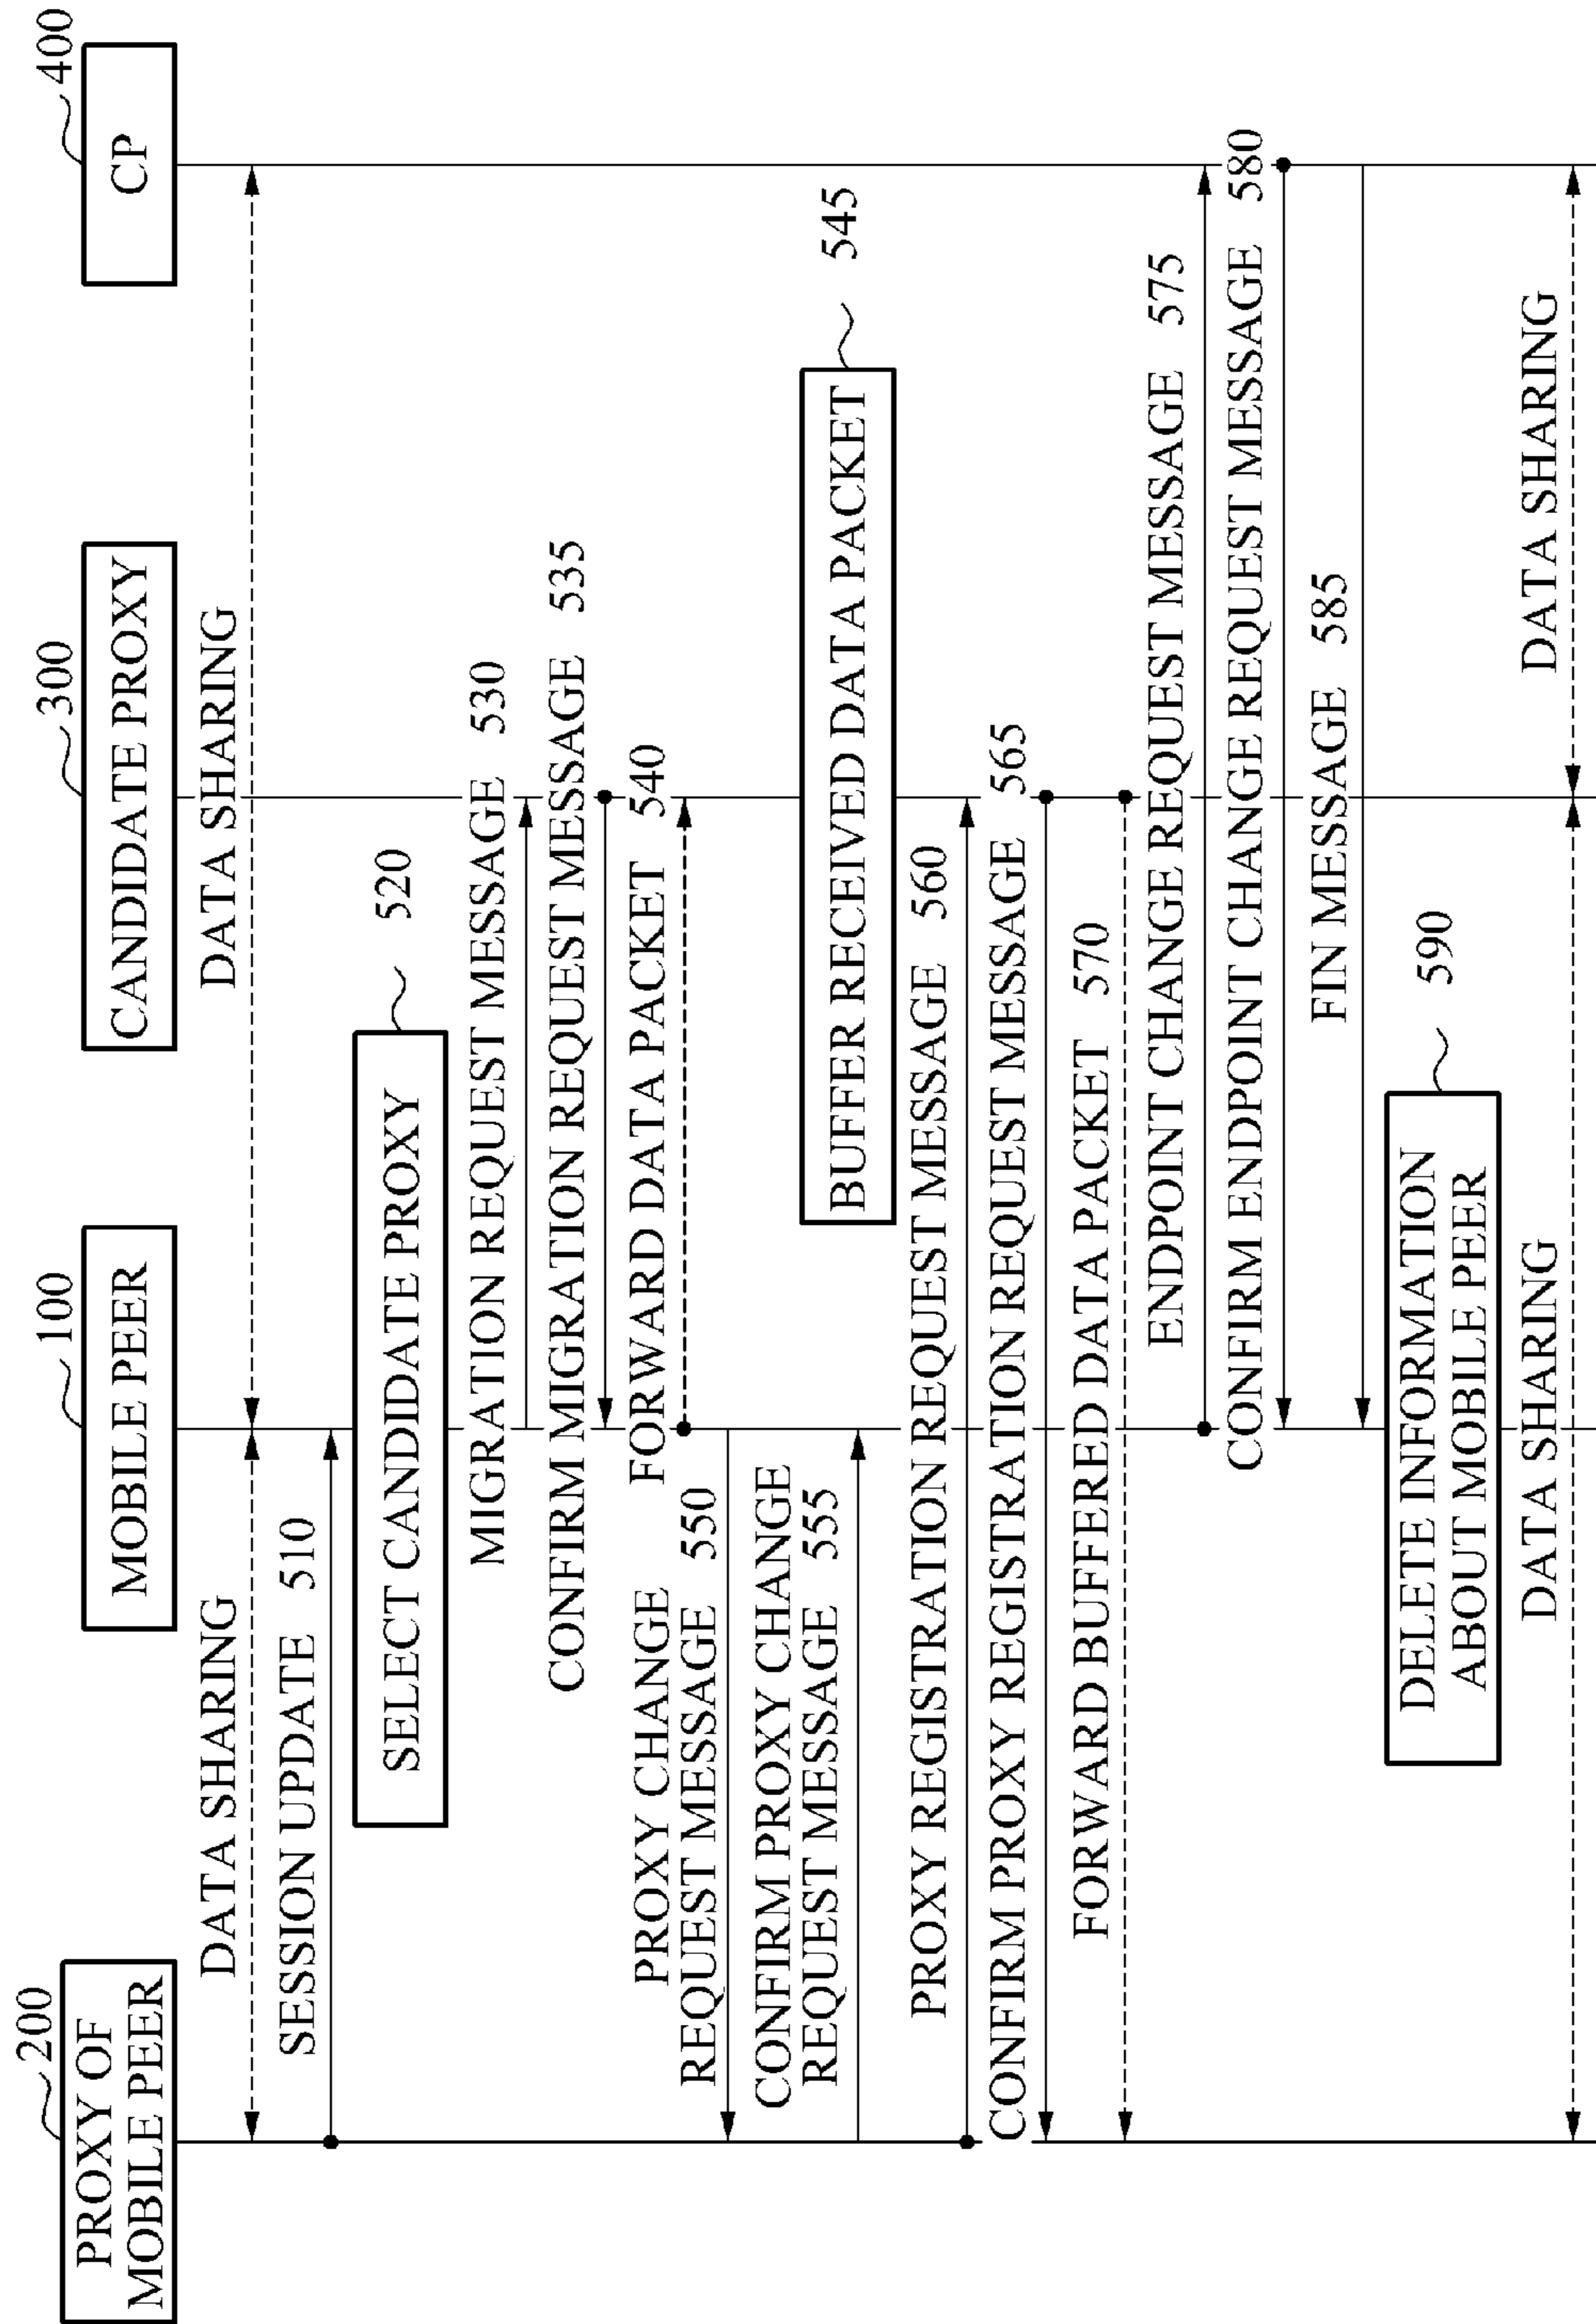 200
PROXY OF
MOBILE PEER
100
MOBILE PEER
300
CANDIDATE PROXY
400
CP
DATA SHARING
DATA SHARING
SESSION UPDATE 510
SELECT CANDIDATE PROXY
520
MIGRATION REQUEST MESSAGE 530
CONFIRM MIGRATION REQUEST MESSAGE 535
FORWARD DATA PACKET 540
PROXY CHANGE
REQUEST MESSAGE 550
BUFFER RECEIVED DATA PACKET
545
CONFIRM PROXY CHANGE
REQUEST MESSAGE 555
PROXY REGISTRATION REQUEST MESSAGE 560
CONFIRM PROXY REGISTRATION REQUEST MESSAGE 565
FORWARD BUFFERED DATA PACKET 570
ENDPOINT CHANGE REQUEST MESSAGE 575
CONFIRM ENDPOINT CHANGE REQUEST MESSAGE 580
FIN MESSAGE 585
DELETE INFORMATION
ABOUT MOBILE PEER
590
DATA SHARING
DATA SHARING